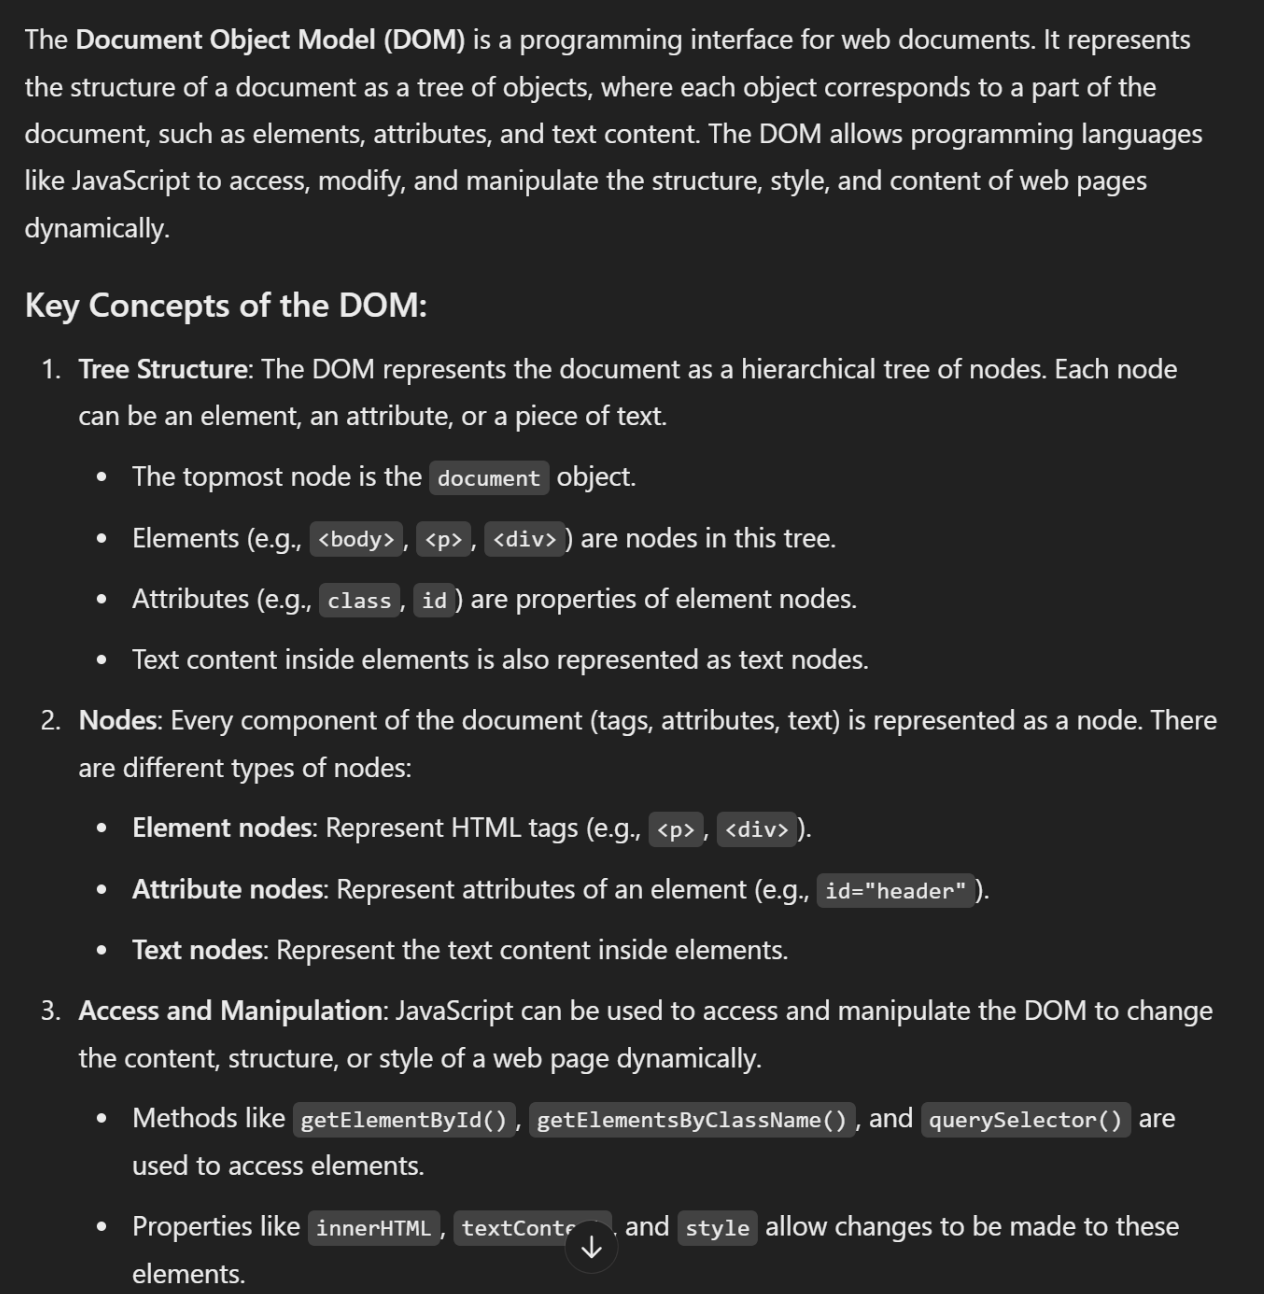 The Document Object Model (DOM) is a programming interface for web documents. It represents
the structure of a document as a tree of objects, where each object corresponds to a part of the
document, such as elements, attributes, and text content. The DOM allows programming languages
like JavaScript to access, modify, and manipulate the structure, style, and content of web pages
dynamically.
Key Concepts of the DOM:
1. Tree Structure: The DOM represents the document as a hierarchical tree of nodes. Each node
can be an element, an attribute, or a piece of text.
• The topmost node is the document object.
• Elements (e.g., <body>, <p>, <div>) are nodes in this tree.
• Attributes (e.g., class, id) are properties of element nodes.
• Text content inside elements is also represented as text nodes.
2. Nodes: Every component of the document (tags, attributes, text) is represented as a node. There
are different types of nodes:
• Element nodes: Represent HTML tags (e.g., <p>, <div>).
• Attribute nodes: Represent attributes of an element (e.g., id="header").
• Text nodes: Represent the text content inside elements.
3. Access and Manipulation: JavaScript can be used to access and manipulate the DOM to change
the content, structure, or style of a web page dynamically.
• Methods like getElementById(), getElementsByClassName(), and querySelector() are
used to access elements.
• Properties like innerHTML, , and style allow changes to be made to these
elements.